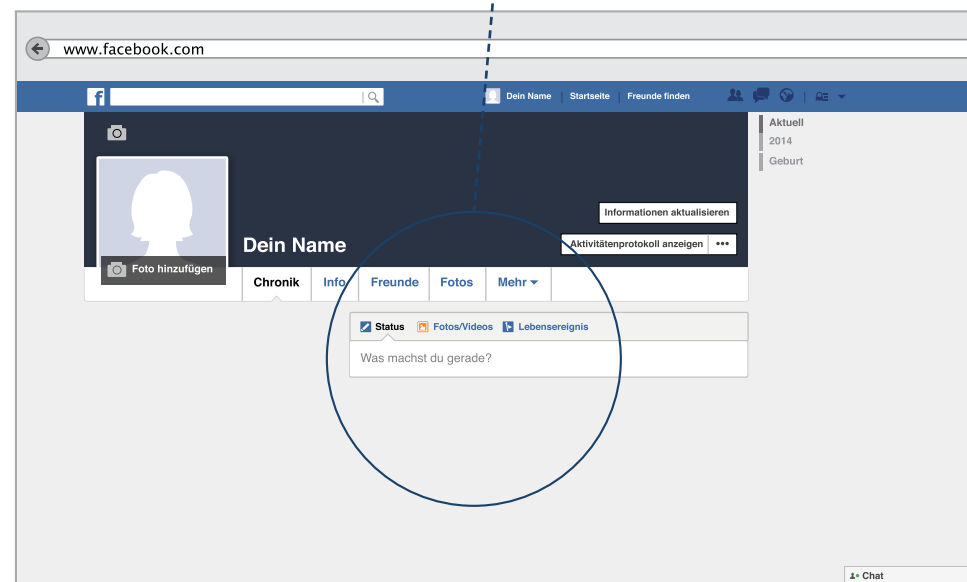 www.facebook.com
f
Dein Name | Startseite | Freunde finden
Aktuell
2014
Geburt
Informationen aktualisieren
Dein Name
Aktivitätenprotokoll anzeigen
Foto hinzufügen
Chronik Info Freunde Fotos Mehr
Status Fotos/Videos Lebensereignis
Was machst du gerade?
Chat